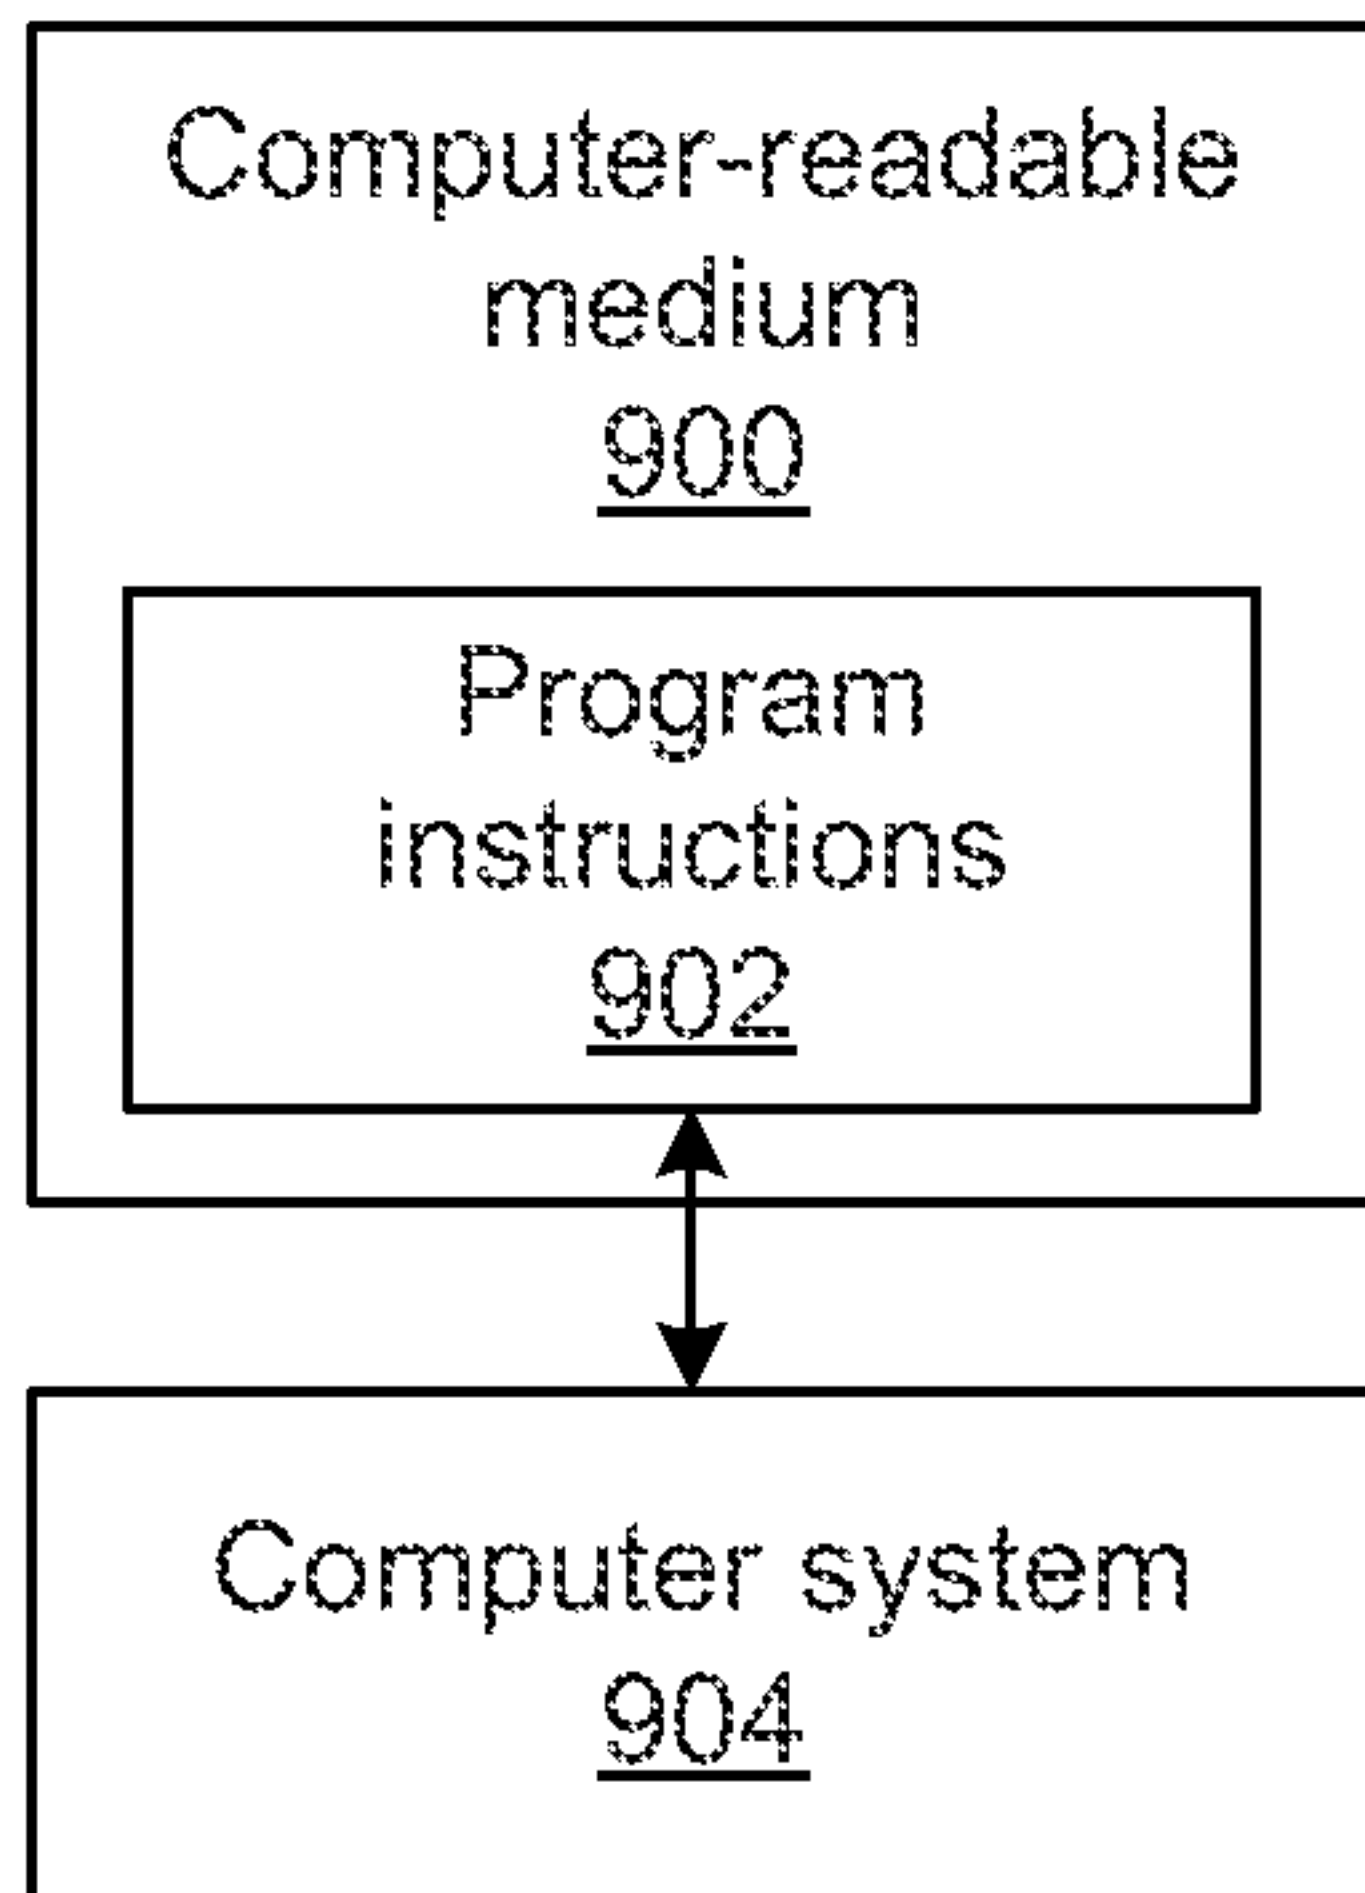 Computer-readable
medium
900
Program
instructions
902
Computer system
904